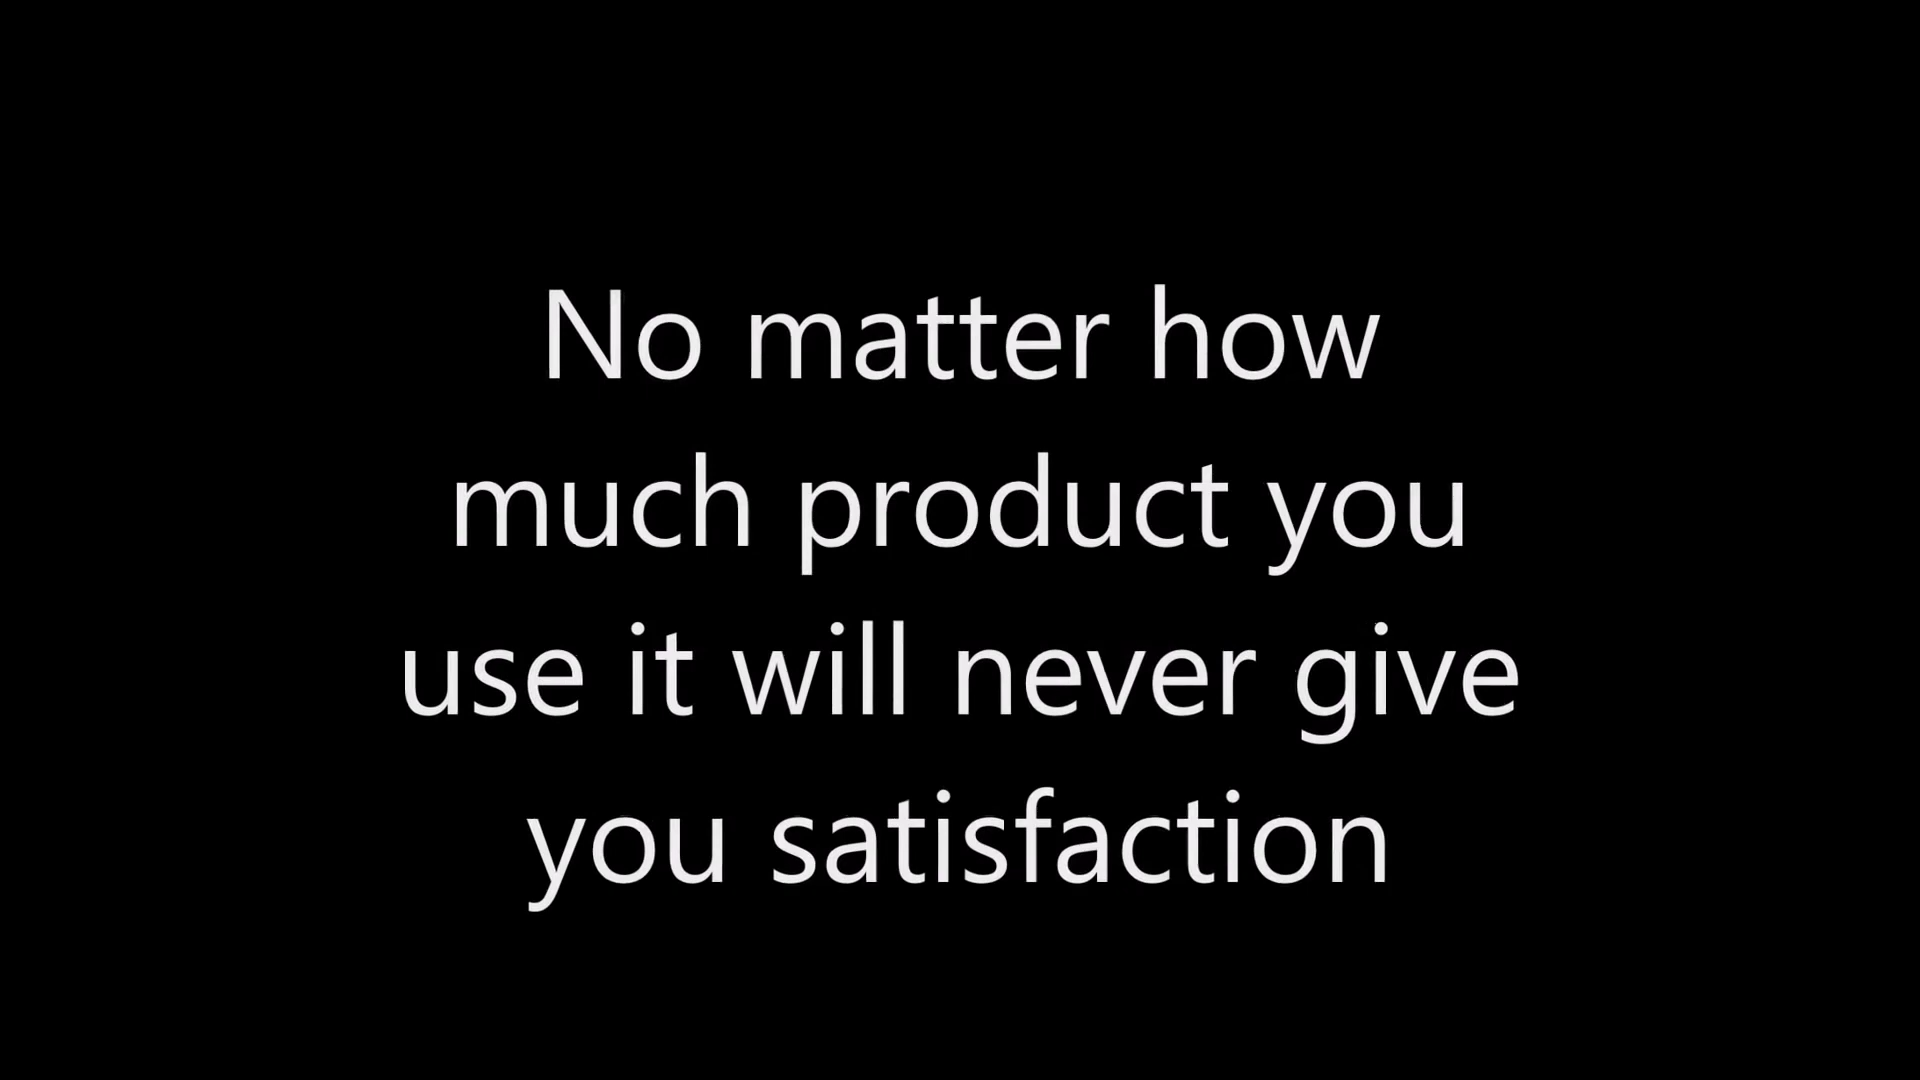 No matter how
much product you
use it will never give
you satisfaction